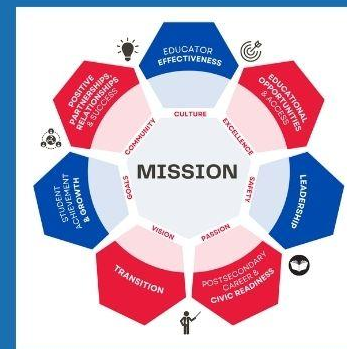 EDUCATOR
EFFECTIVENESS
EDUCATIONAL
OPPORTUNITIES
& ACCESS
LEADERSHIP
POSTSECONDARY
CAREER &
CIVIC READINESS
TRANSITION
STUDENT
ACHIEVEMENT
& GROWTH
POSITIVE
PARTNERSHIPS,
RELATIONSHIPS
& SUCCESS
CULTURE
EXCELLENCE
SAFETY
PASSION
VISION
GOALS
COMMUNITY
MISSION